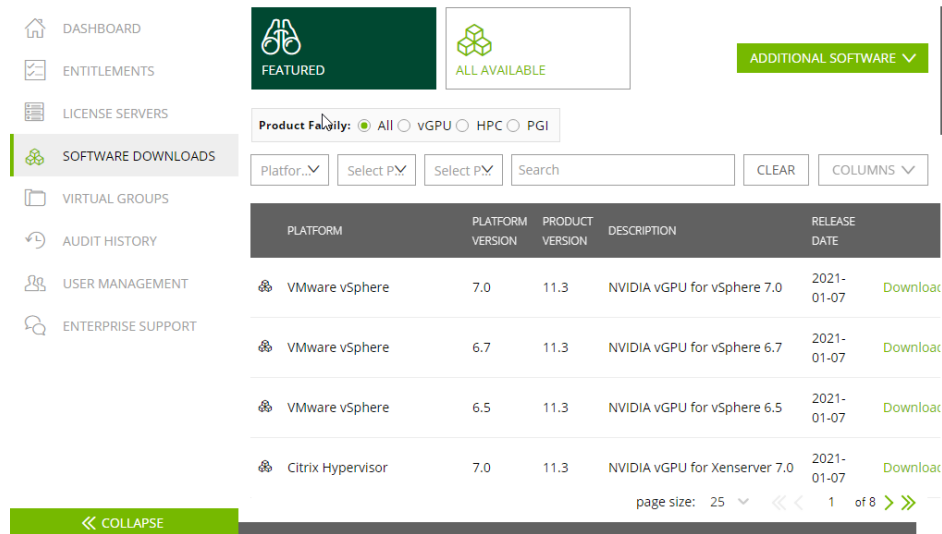 DASHBOARD
ENTITLEMENTS
LICENSE SERVERS
SOFTWARE DOWNLOADS
VIRTUAL GROUPS
AUDIT HISTORY
USER MANAGEMENT
ENTERPRISE SUPPORT
COLLAPSE
FEATURED
ALL AVAILABLE
ADDITIONAL SOFTWARE
Product Family: All vGPU HPC PGI
Platfor... Select P... Select P... Search CLEAR COLUMNS
PLATFORM PLATFORM VERSION PRODUCT VERSION DESCRIPTION RELEASE DATE
VMware vSphere 7.0 11.3 NVIDIA vGPU for vSphere 7.0 2021-01-07 Downloac
VMware vSphere 6.7 11.3 NVIDIA vGPU for vSphere 6.7 2021-01-07 Downloac
VMware vSphere 6.5 11.3 NVIDIA vGPU for vSphere 6.5 2021-01-07 Downloac
Citrix Hypervisor 7.0 11.3 NVIDIA vGPU for Xenserver 7.0 2021-01-07 Downloac
page size: 25 1 of 8